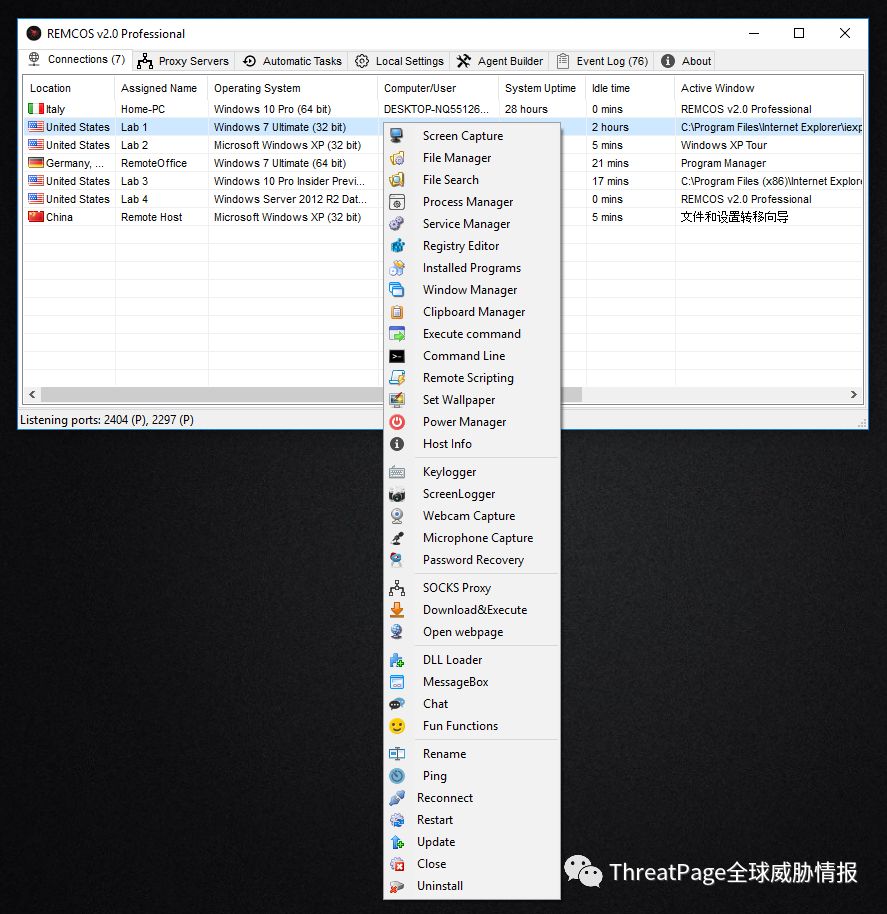 REMCOS v2.0 Professional
Connections (7) Proxy Servers Automatic Tasks Local Settings Agent Builder Event Log (76) About
Location Assigned Name Operating System Computer/User System Uptime Idle time Active Window
Italy Home-PC Windows 10 Pro (64 bit) DESKTOP-NQ55126... 28 hours 0 mins REMCOS v2.0 Professional
United States Lab 1 Windows 7 Ultimate (32 bit) 2 hours C:\Program Files\Internet Explorer\iexp
United States Lab 2 Microsoft Windows XP (32 bit) 5 mins Windows XP Tour
Germany, ... RemoteOffice Windows 7 Ultimate (64 bit) 21 mins Program Manager
United States Lab 3 Windows 10 Pro Insider Previ... 17 mins C:\Program Files (x86)\Internet Explore
United States Lab 4 Windows Server 2012 R2 Dat... 0 mins REMCOS v2.0 Professional
China Remote Host Microsoft Windows XP (32 bit) 5 mins 文件和设置转移向导
Listening ports: 2404 (P), 2297 (P)
Screen Capture
File Manager
File Search
Process Manager
Service Manager
Registry Editor
Installed Programs
Window Manager
Clipboard Manager
Execute command
Command Line
Remote Scripting
Set Wallpaper
Power Manager
Host Info
Keylogger
ScreenLogger
Webcam Capture
Microphone Capture
Password Recovery
SOCKS Proxy
Download&Execute
Open webpage
DLL Loader
MessageBox
Chat
Fun Functions
Rename
Ping
Reconnect
Restart
Update
Close
Uninstall
ThreatPage全球威胁情报